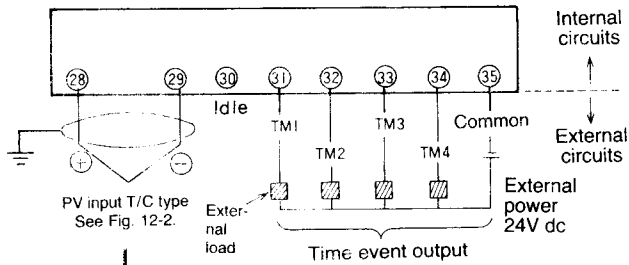 Internal
circuits
28 29 30 31 32 33 34 35
Idle
TM1 TM3 Common
TM2 TM4
External
circuits
+ −
PV input T/C type
See Fig. 12-2.
Exter-
nal
load
External
power
24V dc
Time event output